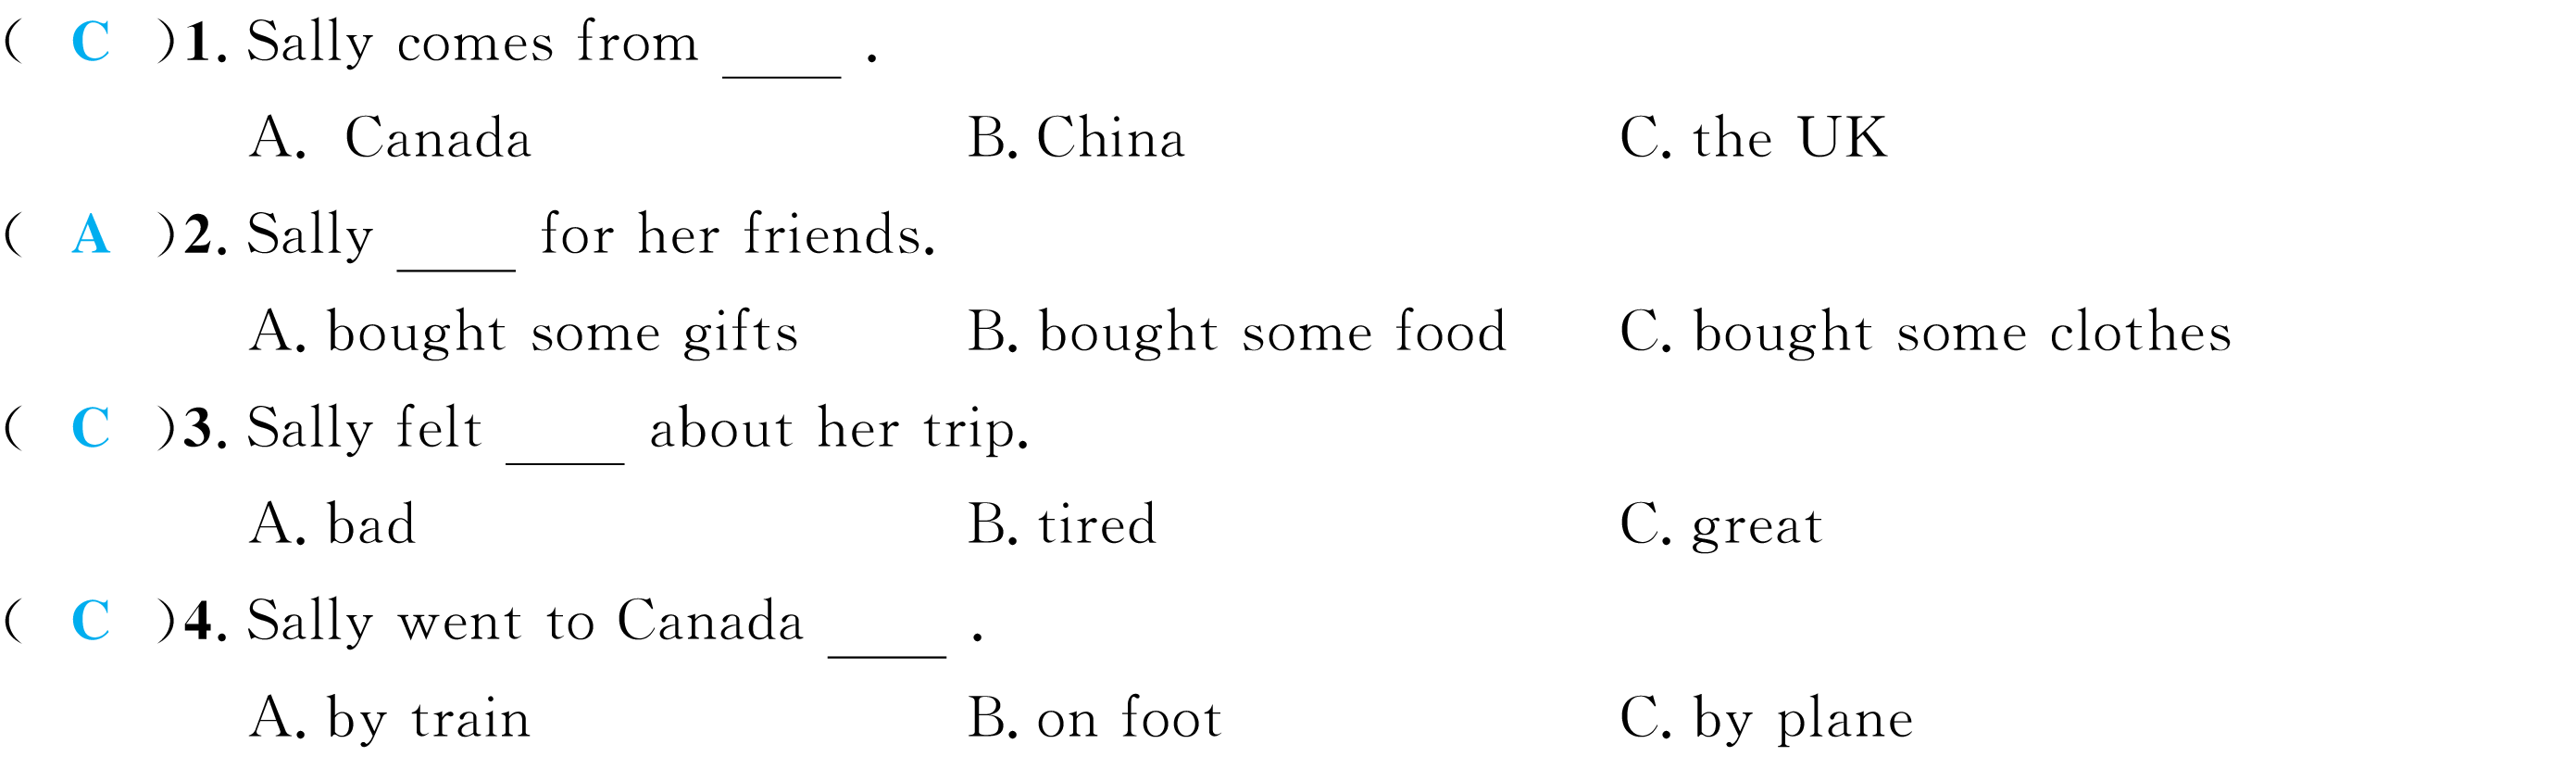 ( C )1. Sally comes from ____ .
A. Canada B. China C. the UK
( A )2. Sally ____ for her friends.
A. bought some gifts B. bought some food C. bought some clothes
( C )3. Sally felt ____ about her trip.
A. bad B. tired C. great
( C )4. Sally went to Canada ____ .
A. by train B. on foot C. by plane